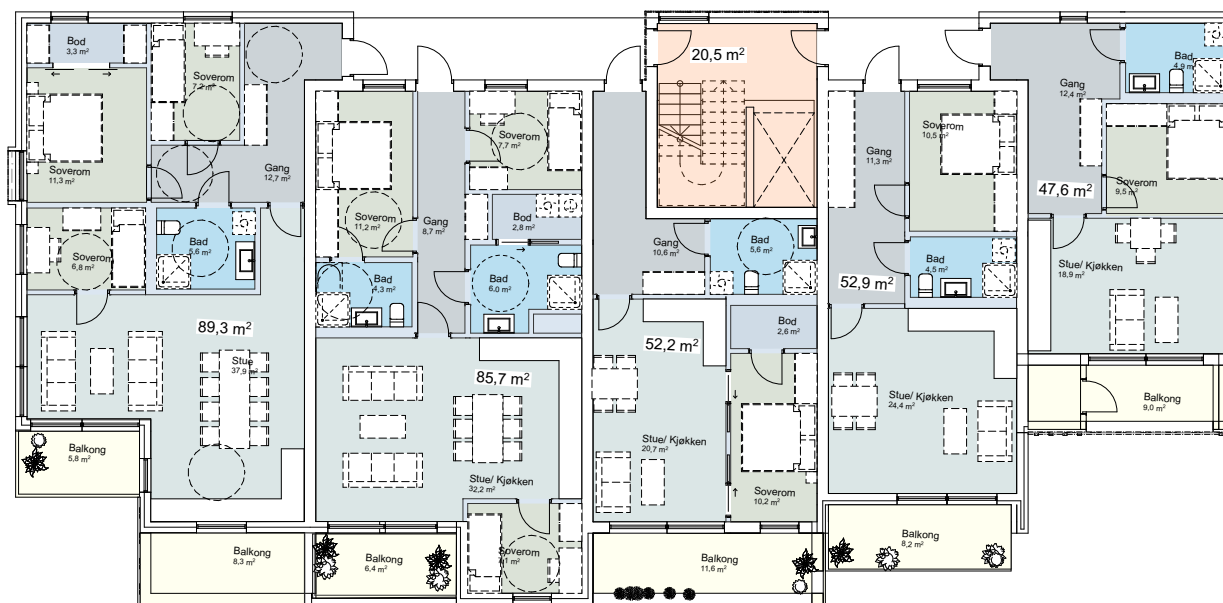 Bod
3,3 m²
Soverom
7,2 m²
Soverom
11,3 m²
Gang
12,7 m²
Soverom
6,8 m²
Bad
5,6 m²
89,3 m²
Stue
37,9 m²
Balkong
5,8 m²
Balkong
8,3 m²
Soverom
11,2 m²
Gang
8,7 m²
Soverom
7,7 m²
Bod
2,8 m²
Bad
4,3 m²
Bad
6,0 m²
85,7 m²
Stue/ Kjøkken
32,2 m²
Soverom
Balkong
6,4 m²
20,5 m²
Gang
10,6 m²
Bad
5,6 m²
Bod
2,6 m²
52,2 m²
Stue/ Kjøkken
20,7 m²
Soverom
10,2 m²
Balkong
11,6 m²
Gang
11,3 m²
Soverom
10,5 m²
Bad
4,5 m²
52,9 m²
Stue/ Kjøkken
24,4 m²
Balkong
8,2 m²
Gang
12,4 m²
Bad
4,9 m
Soverom
9,5 m²
47,6 m²
Stue/ Kjøkken
18,9 m²
Balkong
9,0 m²